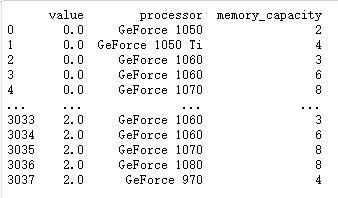 value processor memory_capacity
0 0.0 GeForce 1050 2
1 0.0 GeForce 1050 Ti 4
2 0.0 GeForce 1060 3
3 0.0 GeForce 1060 6
4 0.0 GeForce 1070 8
... ... ... ...
3033 2.0 GeForce 1060 3
3034 2.0 GeForce 1060 6
3035 2.0 GeForce 1070 8
3036 2.0 GeForce 1080 8
3037 2.0 GeForce 970 4